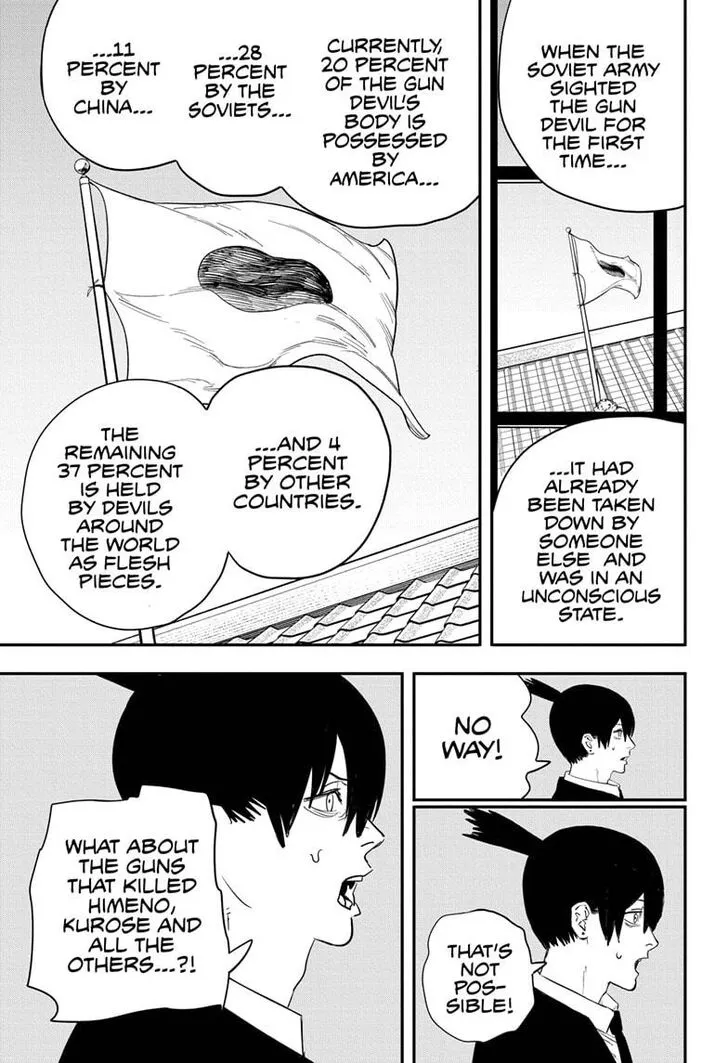 WHEN THE
SOVIET ARMY
SIGHTED
THE GUN
DEVIL FOR
THE FIRST
TIME...
...IT HAD
ALREADY
BEEN TAKEN
DOWN BY
SOMEONE
ELSE AND
WAS IN AN
UNCONSCIOUS
STATE.
CURRENTLY,
20 PERCENT
OF THE GUN
DEVIL'S
BODY IS
POSSESSED
BY
AMERICA...
...28
PERCENT
BY THE
SOVIETS...
...11
PERCENT
BY
CHINA...
...AND 4
PERCENT
BY OTHER
COUNTRIES.
THE
REMAINING
37 PERCENT
IS HELD
BY DEVILS
AROUND
THE WORLD
AS FLESH
PIECES.
NO
WAY!
THAT'S
NOT
POS-
SIBLE!
WHAT ABOUT
THE GUNS
THAT KILLED
HIMENO,
KUROSE AND
ALL THE
OTHERS...?!